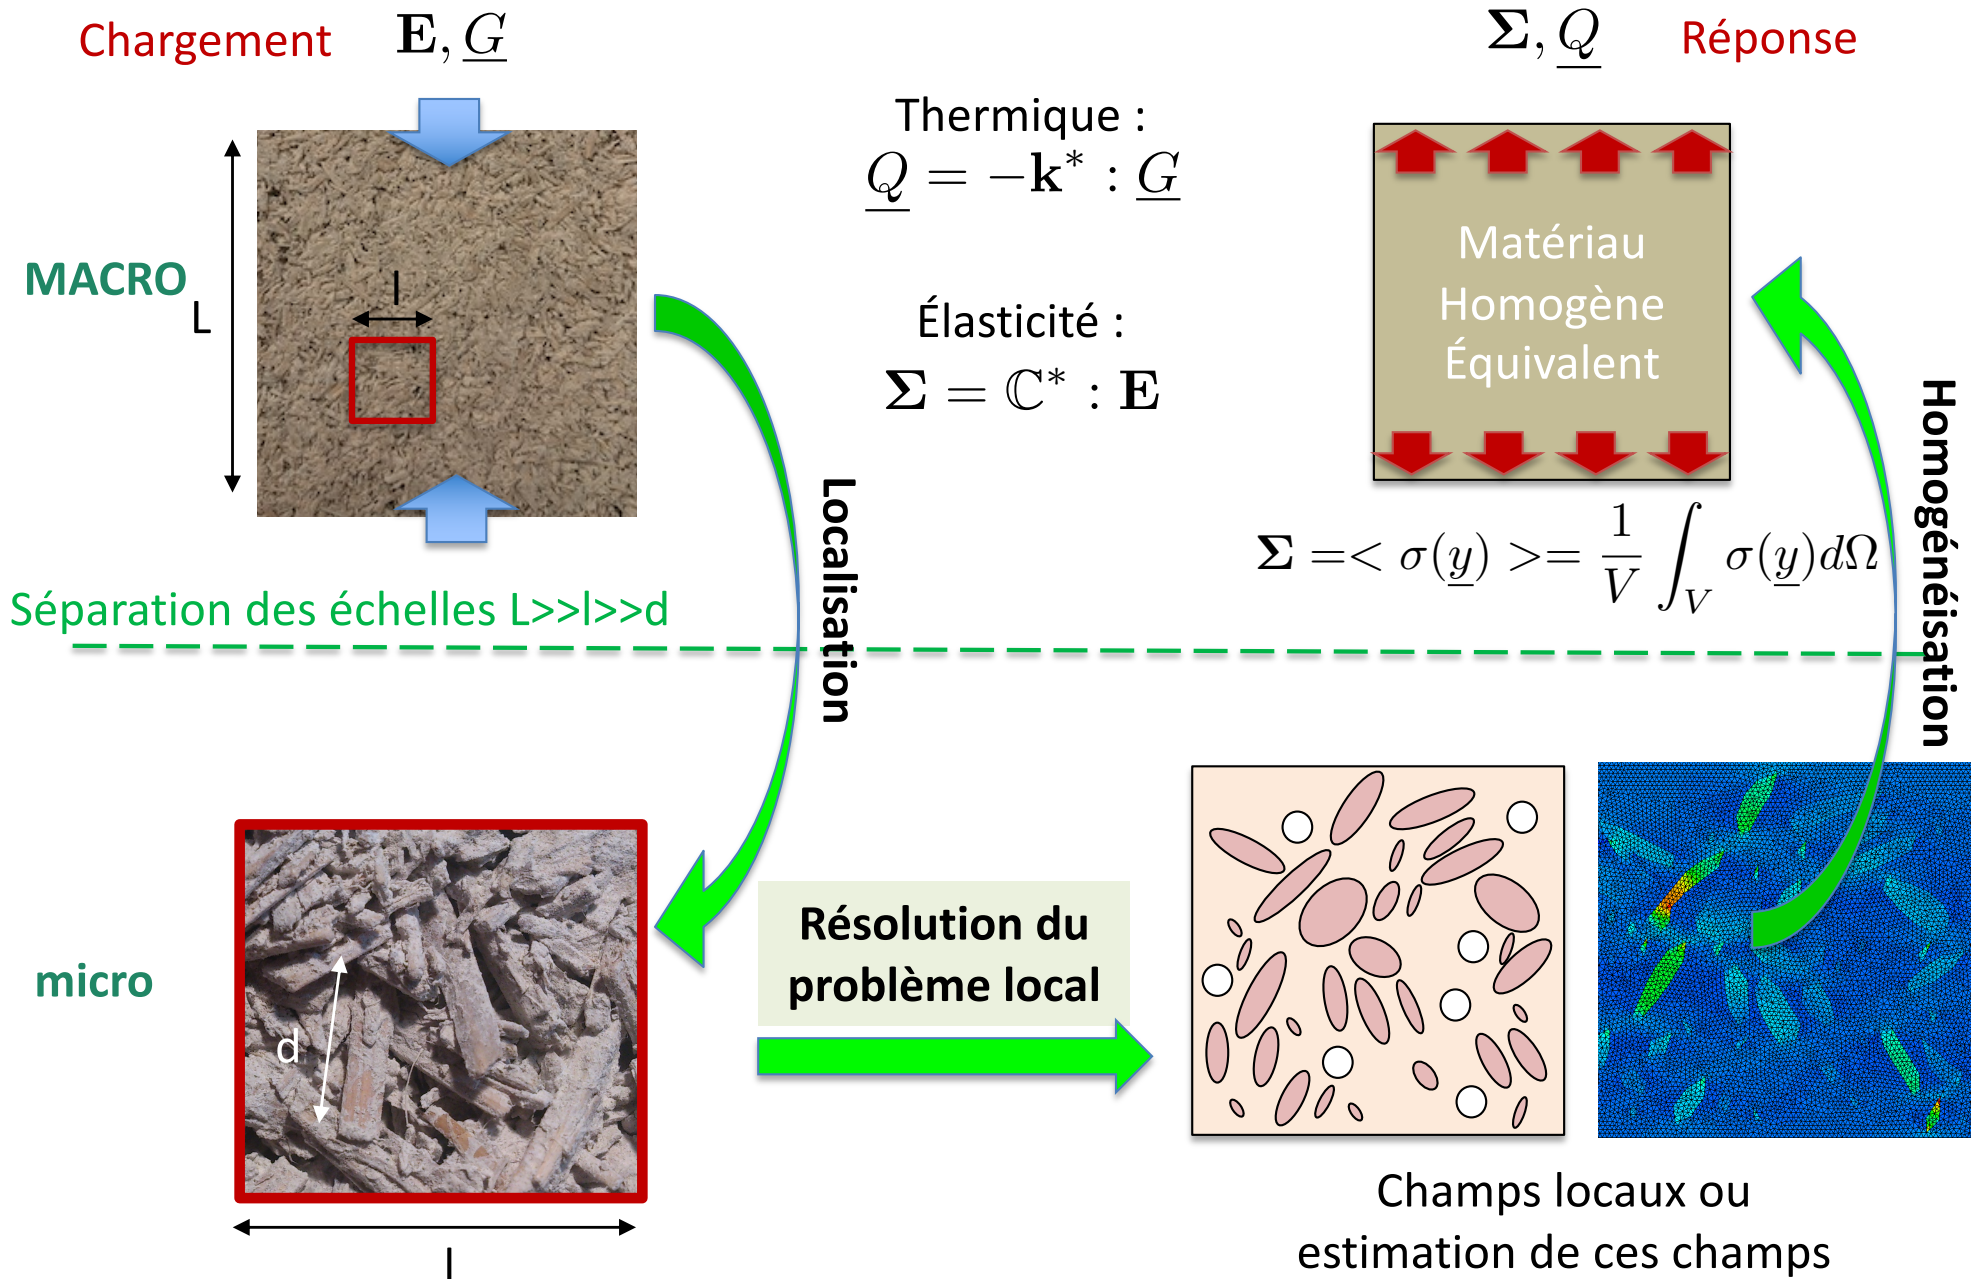 Chargement E, G
Σ, Q Réponse
Thermique :
Q = −k* : G
MACRO
L
l
Élasticité :
Σ = ℂ* : E
Matériau
Homogène
Équivalent
Localisation
Homogénéisation
Σ =< σ(y) >= 1/V ∫_V σ(y)dΩ
Séparation des échelles L>>l>>d
micro
d
l
Résolution du
problème local
Champs locaux ou
estimation de ces champs